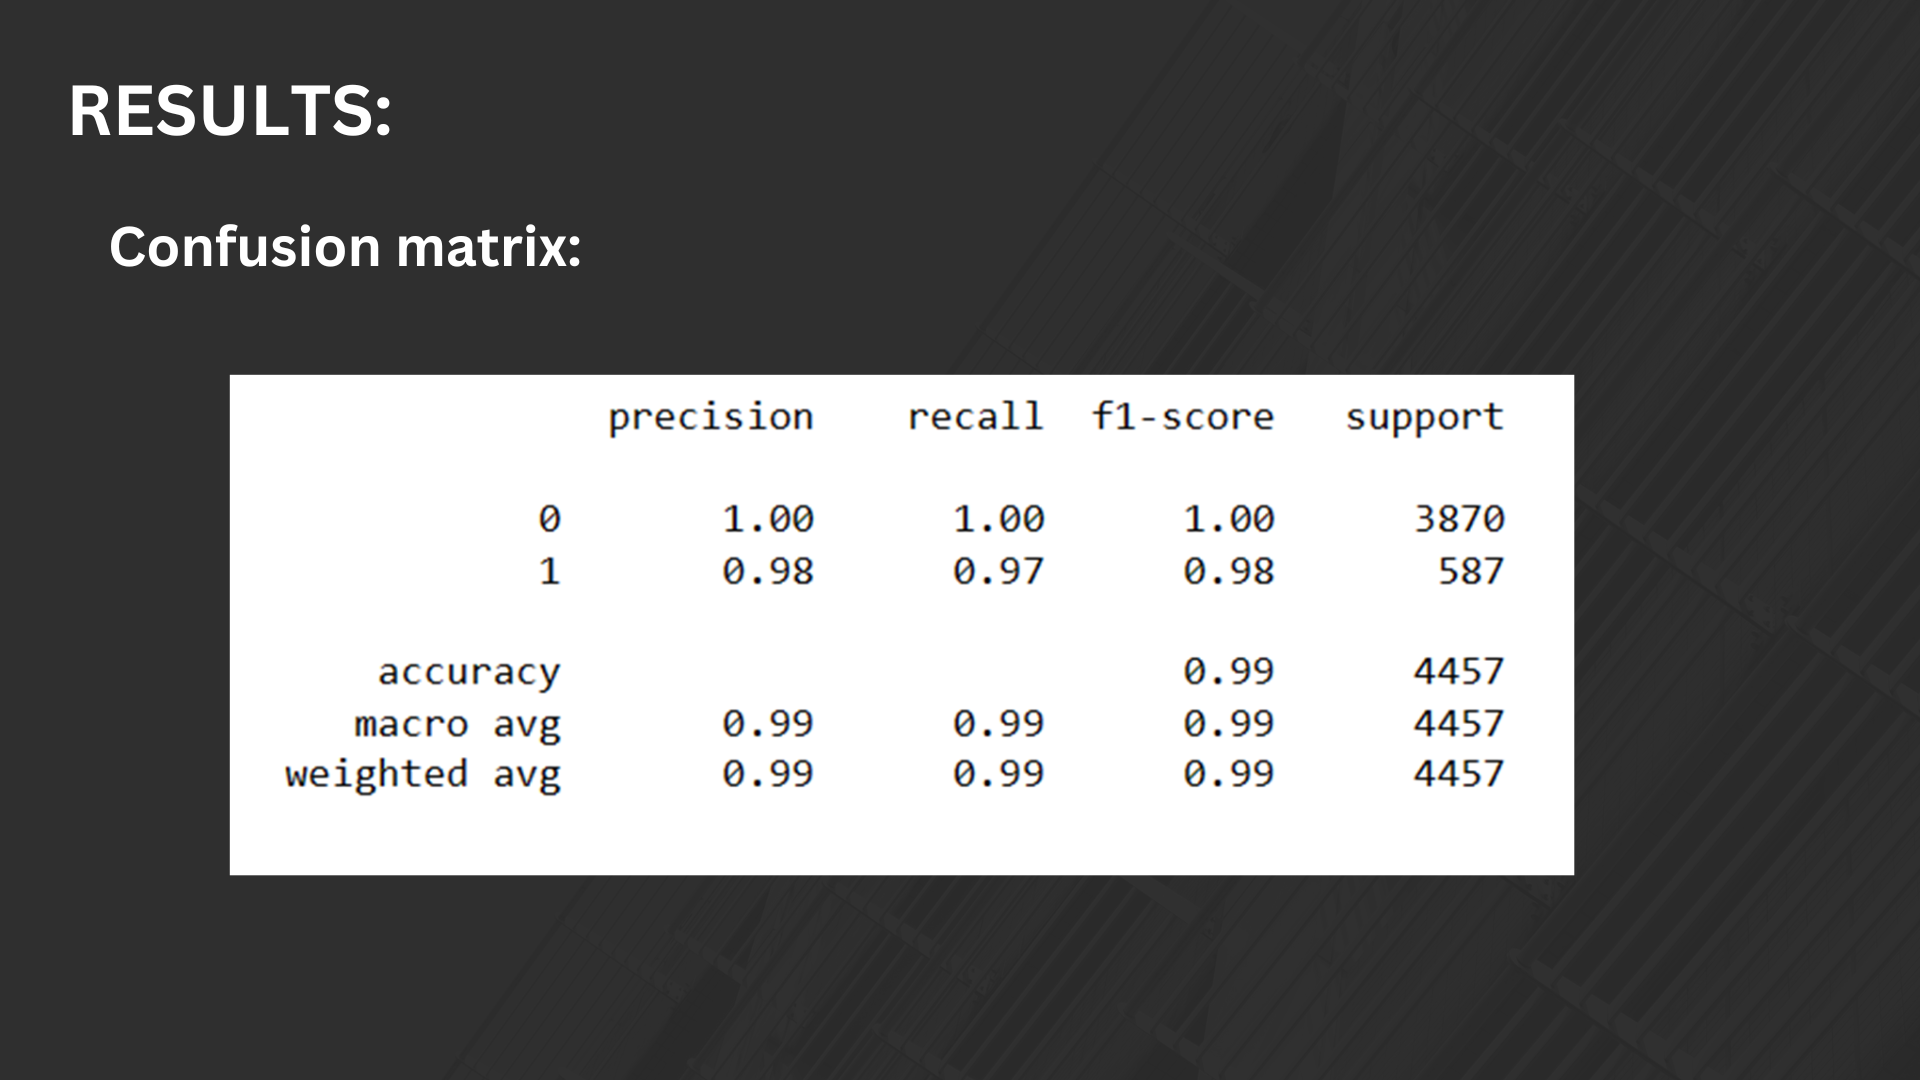 RESULTS:
Confusion matrix:
precision recall f1-score support
0 1.00 1.00 1.00 3870
1 0.98 0.97 0.98 587
accuracy 0.99 4457
macro avg 0.99 0.99 0.99 4457
weighted avg 0.99 0.99 0.99 4457